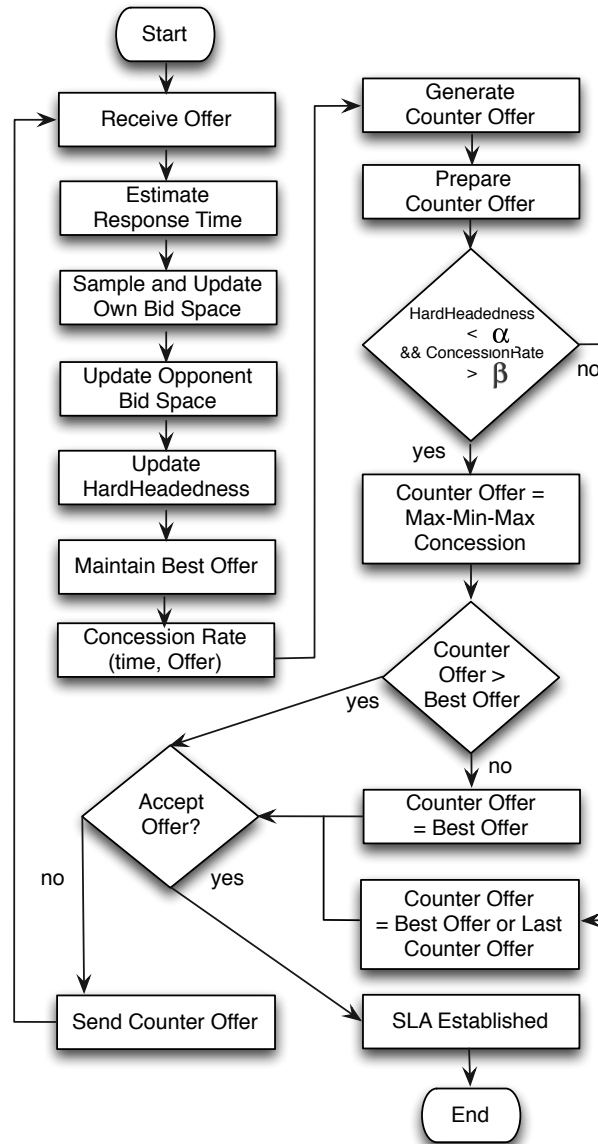 Start
Receive Offer
Estimate
Response Time
Sample and Update
Own Bid Space
Update Opponent
Bid Space
Update
HardHeadedness
Maintain Best Offer
Concession Rate
(time, Offer)
Generate
Counter Offer
Prepare
Counter Offer
HardHeadedness
< α
&& ConcessionRate
> β
no
yes
Counter Offer =
Max-Min-Max
Concession
Counter
Offer >
Best Offer
yes
no
Counter Offer
= Best Offer
Accept
Offer?
no
yes
Counter Offer
= Best Offer or Last
Counter Offer
Send Counter Offer
SLA Established
End